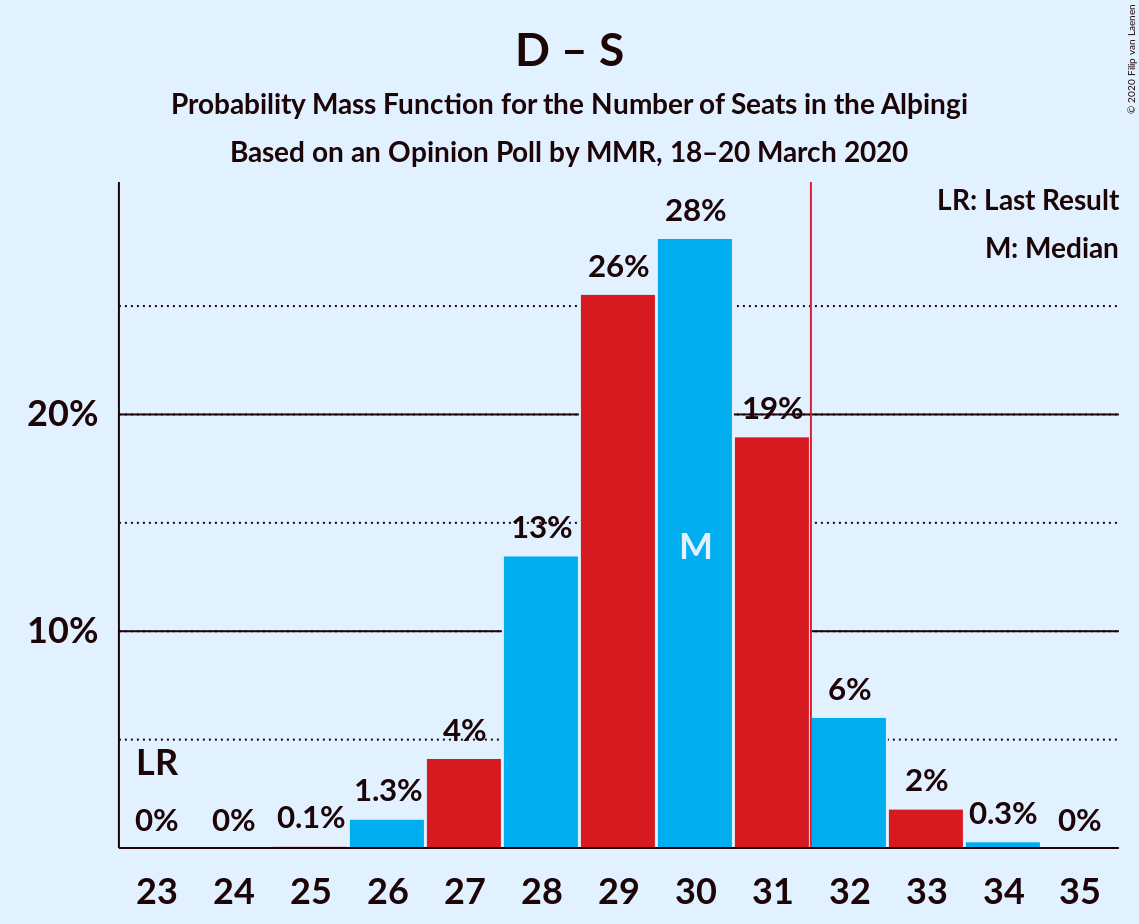 D – S
Probability Mass Function for the Number of Seats in the Alþingi
Based on an Opinion Poll by MMR, 18–20 March 2020
© 2020 Filip van Laenen
LR: Last Result
M: Median
28%
26%
20%
19%
13%
M
10%
6%
4%
LR
2%
1.3%
0% 0% 0.1% 0.3% 0%
23 24 25 26 27 28 29 30 31 32 33 34 35